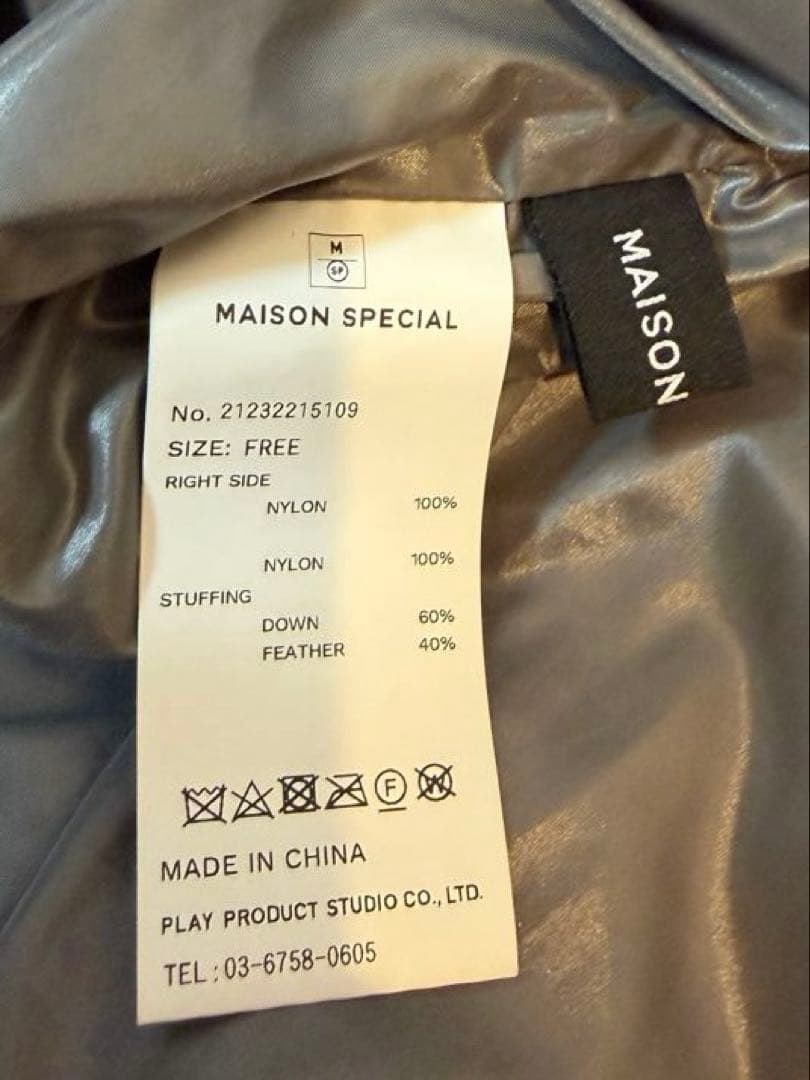 M
SP
MAISON SPECIAL
No. 21232215109
SIZE: FREE
RIGHT SIDE
NYLON 100%
NYLON 100%
STUFFING
DOWN 60%
FEATHER 40%
F
W
MADE IN CHINA
PLAY PRODUCT STUDIO CO., LTD.
TEL : 03-6758-0605
MAISON